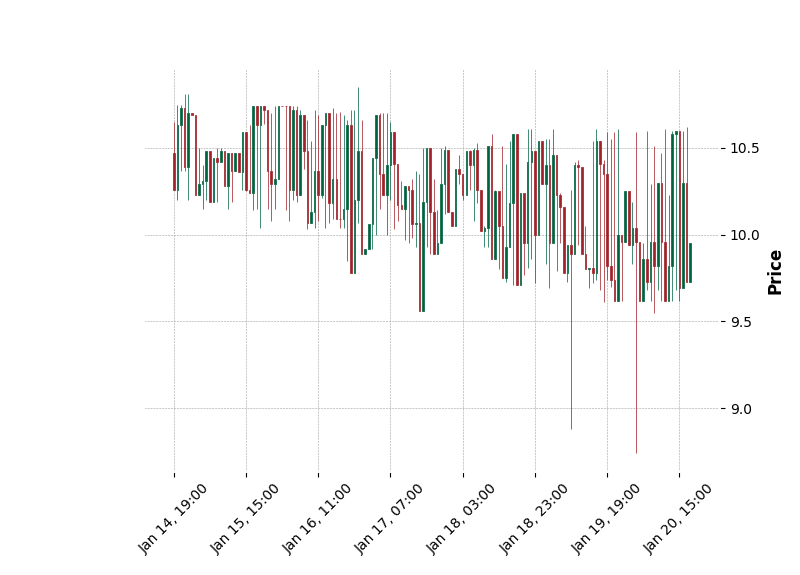 10.5
10.0
9.5
9.0
Price
Jan 14, 19:00
Jan 15, 15:00
Jan 16, 11:00
Jan 17, 07:00
Jan 18, 03:00
Jan 18, 23:00
Jan 19, 19:00
Jan 20, 15:00